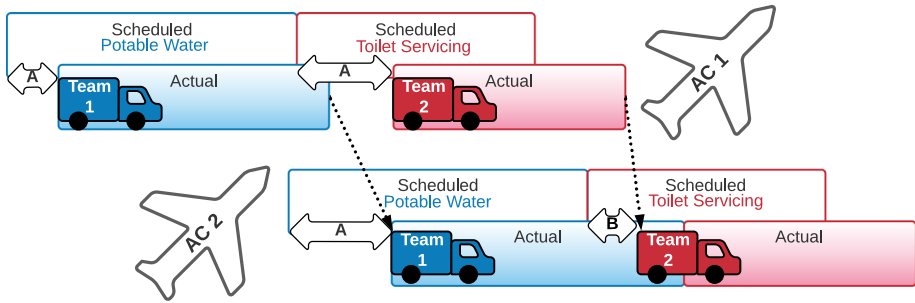 Scheduled
Potable Water
Scheduled
Toilet Servicing
A
Team
1
Actual
A
Team
2
Actual
AC 1
AC 2
Scheduled
Potable Water
Scheduled
Toilet Servicing
A
Team
1
Actual
B
Team
2
Actual